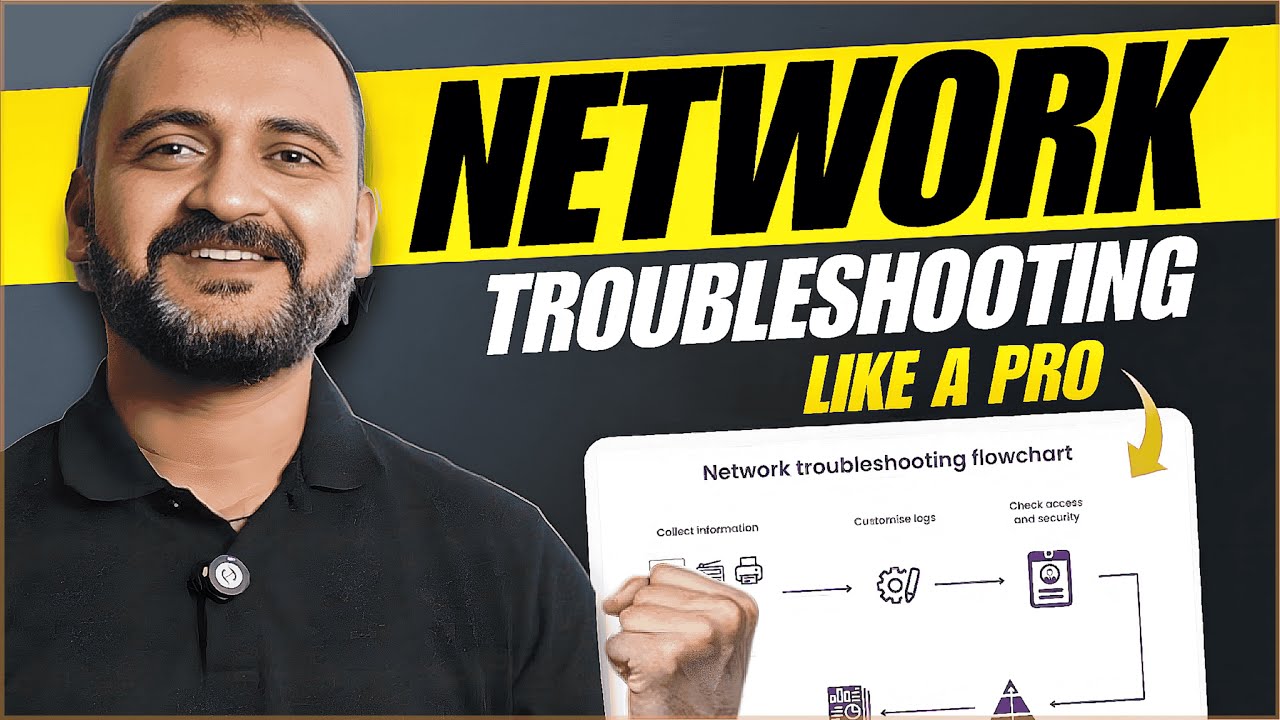 NETWORK
TROUBLESHOOTING
LIKE A PRO
Network troubleshooting flowchart
Collect information
Customise logs
Check access
and security